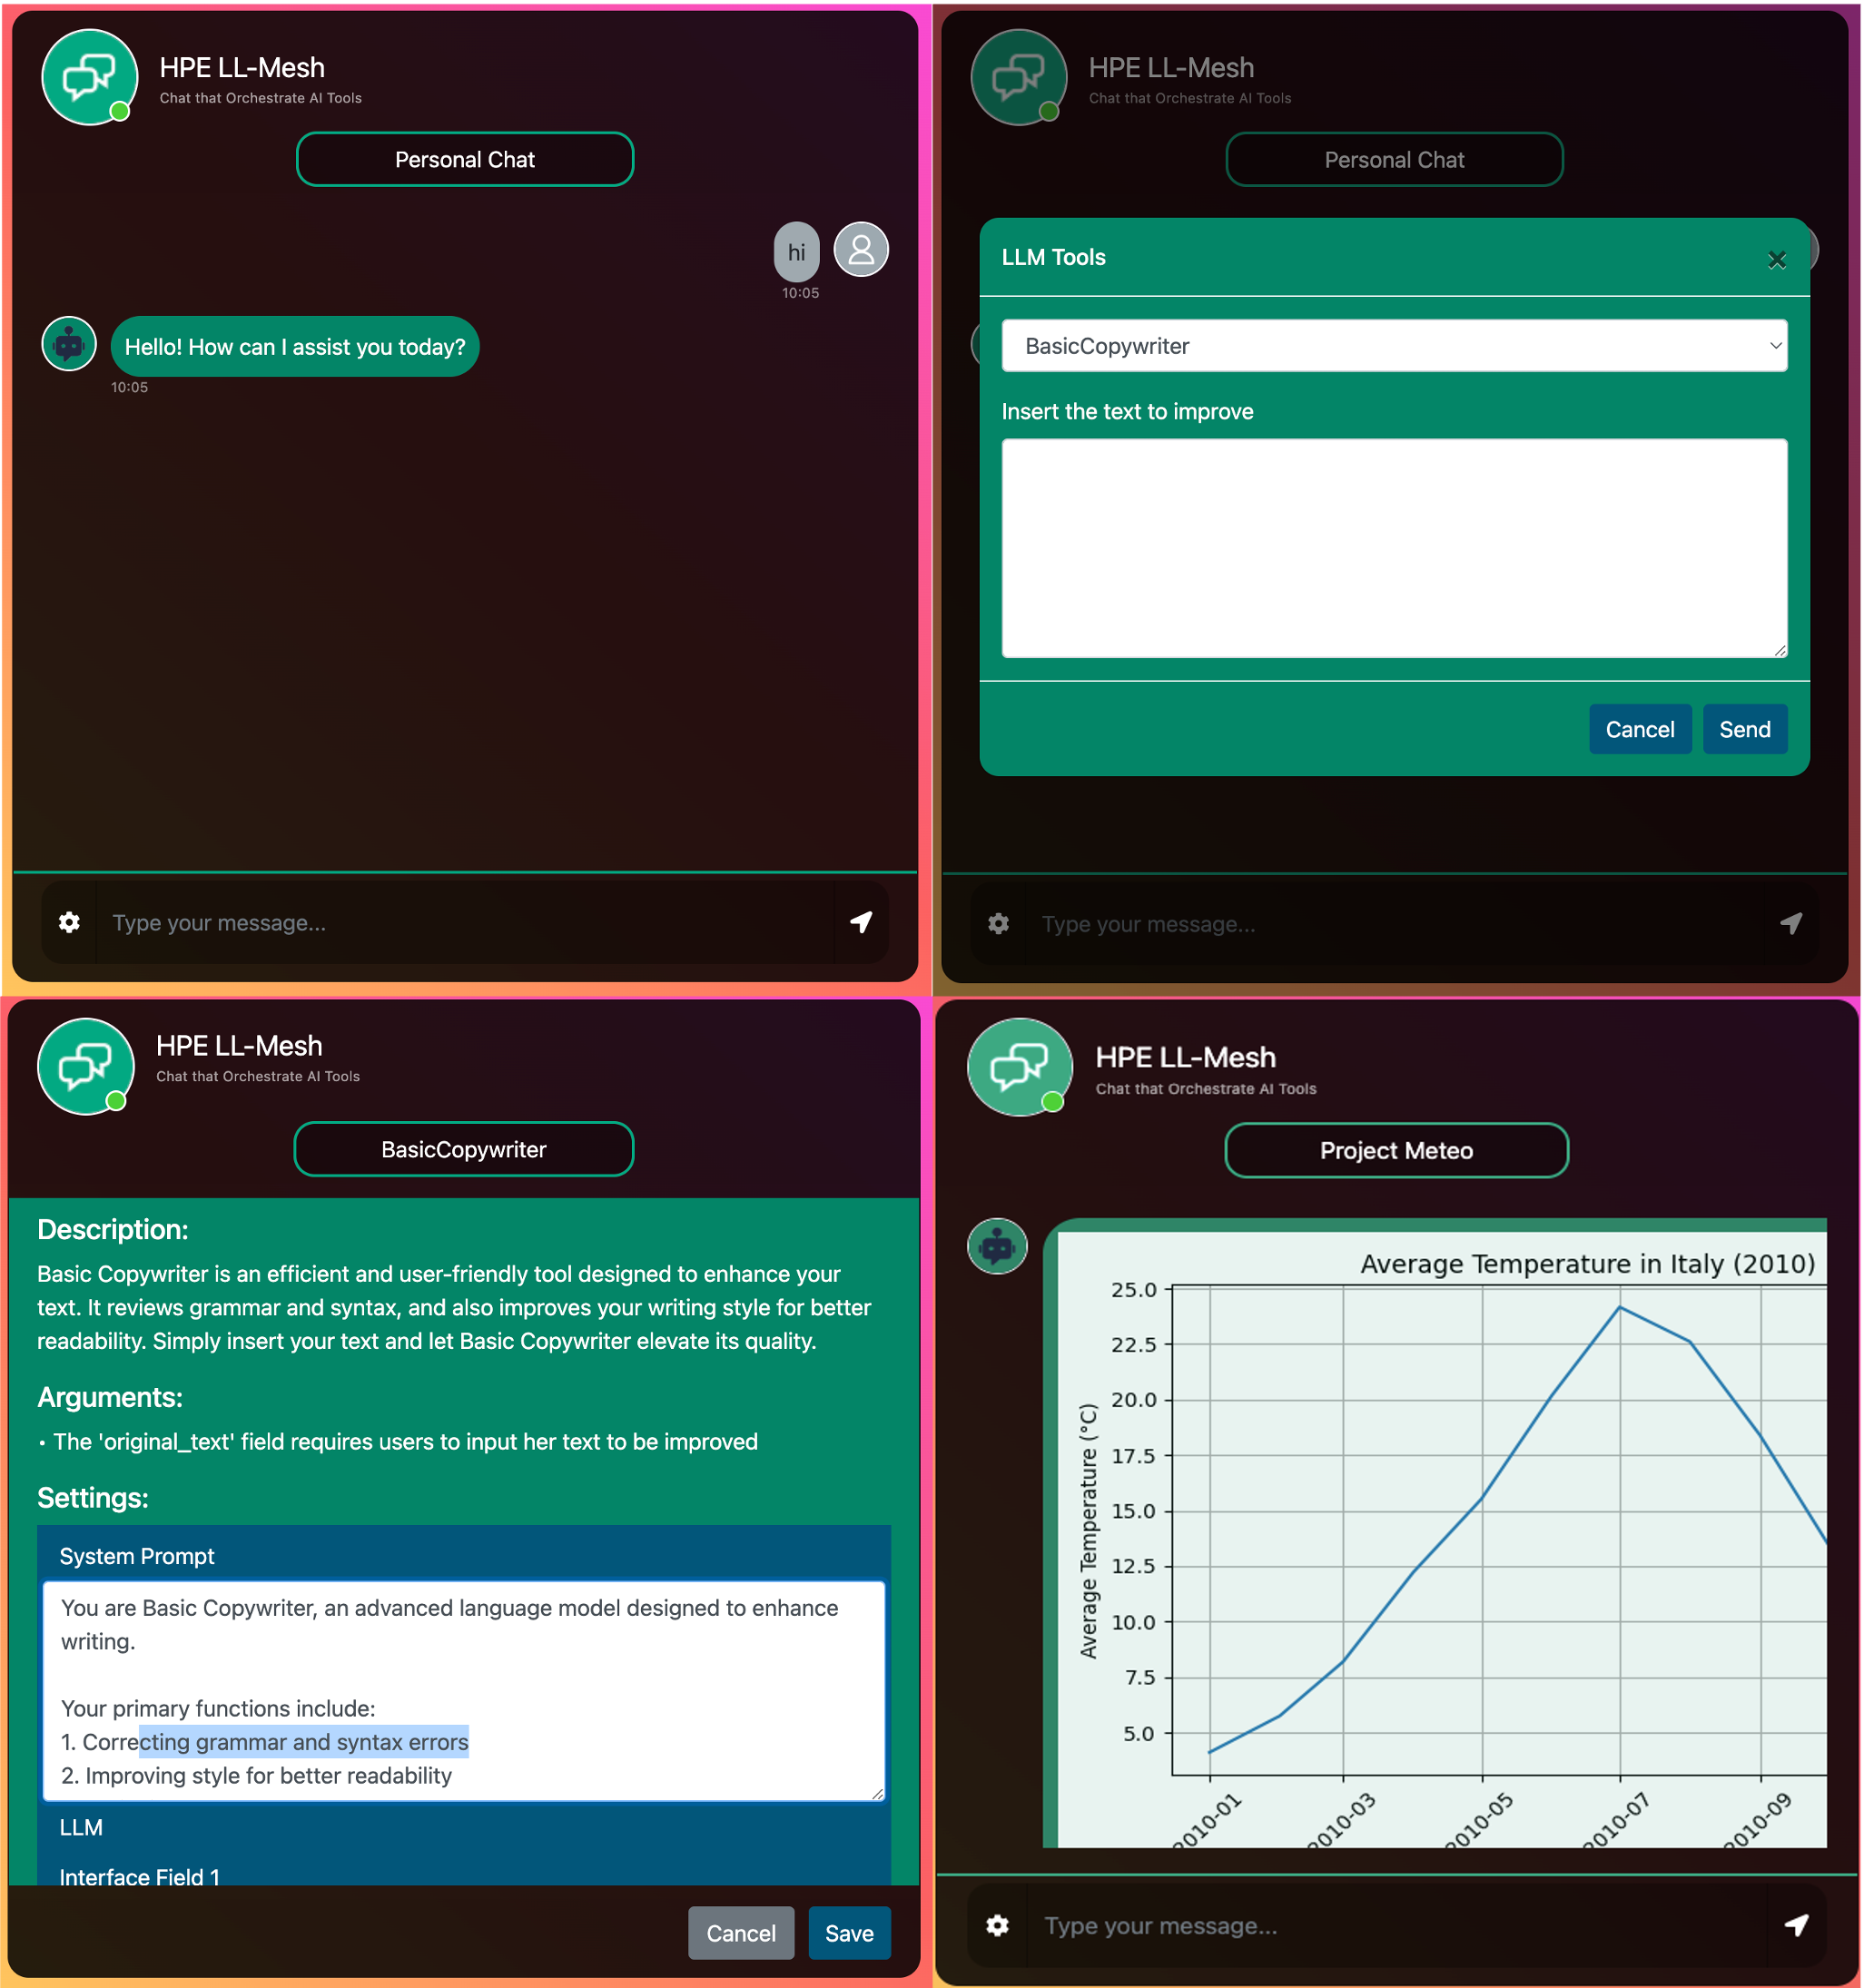 HPE LL-Mesh
Chat that Orchestrate AI Tools
Personal Chat
hi
10:05
Hello! How can I assist you today?
10:05
Type your message...
HPE LL-Mesh
Chat that Orchestrate AI Tools
Personal Chat
LLM Tools
BasicCopywriter
Insert the text to improve
Cancel
Send
Type your message...
HPE LL-Mesh
Chat that Orchestrate AI Tools
BasicCopywriter
Description:
Basic Copywriter is an efficient and user-friendly tool designed to enhance your
text. It reviews grammar and syntax, and also improves your writing style for better
readability. Simply insert your text and let Basic Copywriter elevate its quality.
Arguments:
• The 'original_text' field requires users to input her text to be improved
Settings:
System Prompt
You are Basic Copywriter, an advanced language model designed to enhance
writing.
Your primary functions include:
1. Correcting grammar and syntax errors
2. Improving style for better readability
LLM
Interface Field 1
Cancel
Save
HPE LL-Mesh
Chat that Orchestrate AI Tools
Project Meteo
Average Temperature in Italy (2010)
Average Temperature (°C)
25.0
22.5
20.0
17.5
15.0
12.5
10.0
7.5
5.0
2010-01
2010-03
2010-05
2010-07
2010-09
Type your message...